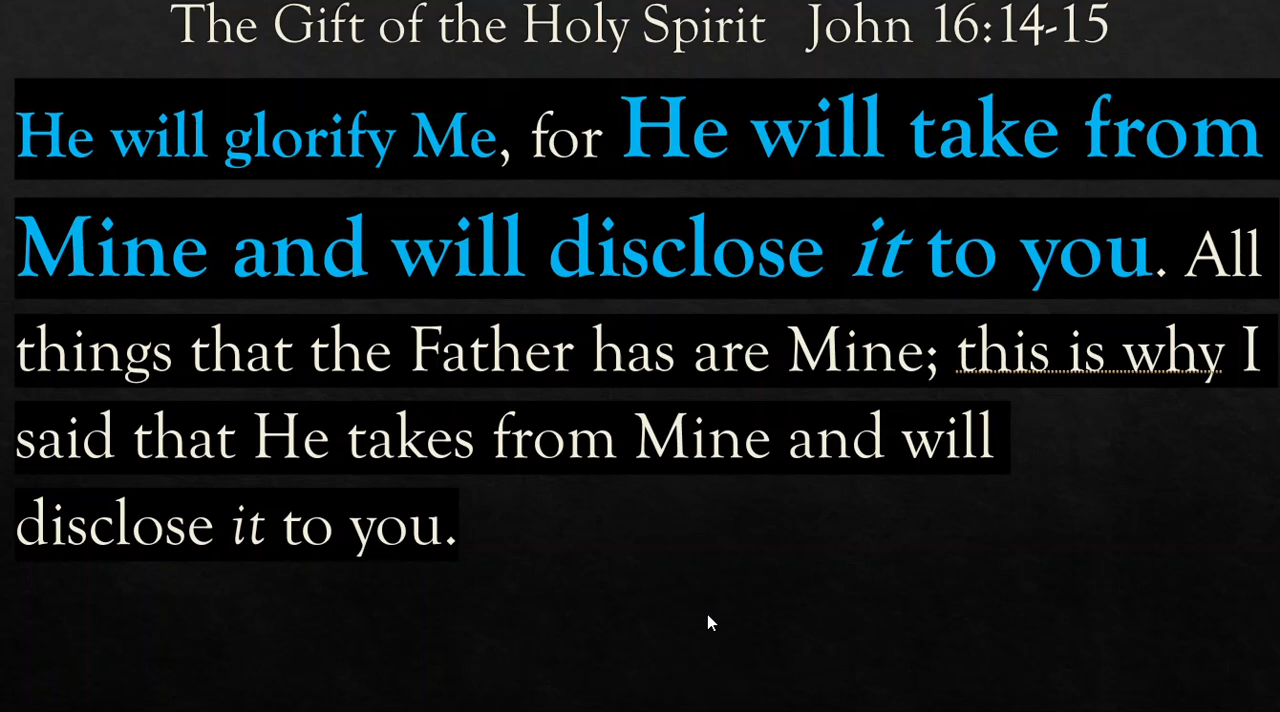 The Gift of the Holy Spirit John 16:14-15
He will glorify Me, for He will take from
Mine and will disclose it to you. All
things that the Father has are Mine; this is why I
said that He takes from Mine and will
disclose it to you.